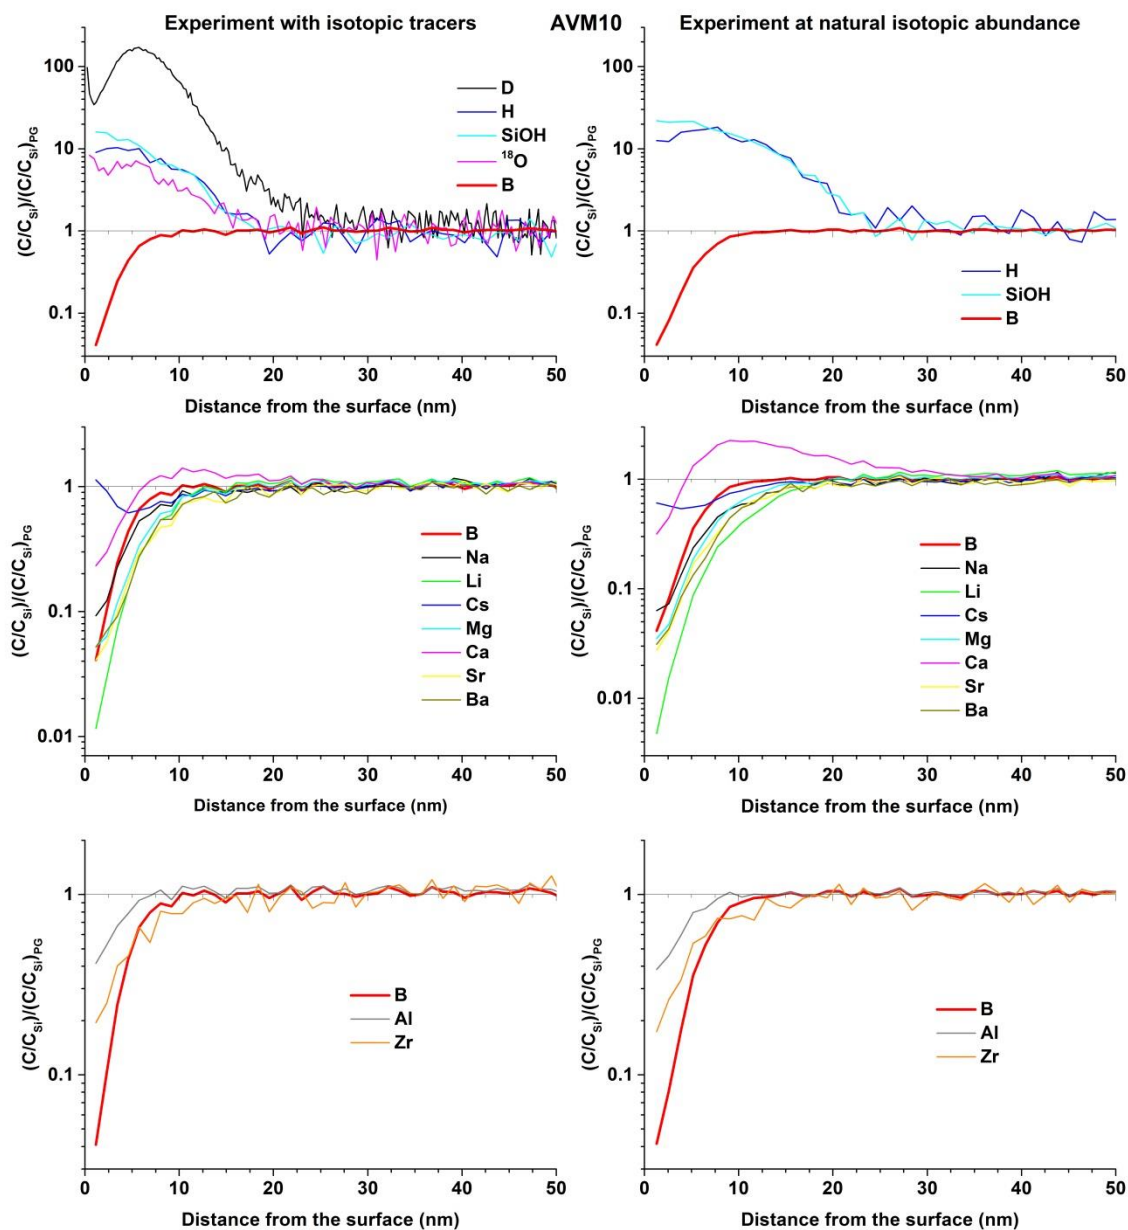 Experiment with isotopic tracers
AVM10
Experiment at natural isotopic abundance
(C/C_Si)/(C/C_Si)_PG
100
10
1
0.1
D
H
SiOH
¹⁸O
B
0 10 20 30 40 50
Distance from the surface (nm)
(C/C_Si)/(C/C_Si)_PG
100
10
1
0.1
H
SiOH
B
0 10 20 30 40 50
Distance from the surface (nm)
(C/C_Si)/(C/C_Si)_PG
1
0.1
0.01
B
Na
Li
Cs
Mg
Ca
Sr
Ba
0 10 20 30 40 50
Distance from the surface (nm)
(C/C_Si)/(C/C_Si)_PG
1
0.1
0.01
B
Na
Li
Cs
Mg
Ca
Sr
Ba
0 10 20 30 40 50
Distance from the surface (nm)
(C/C_Si)/(C/C_Si)_PG
1
0.1
B
Al
Zr
0 10 20 30 40 50
Distance from the surface (nm)
(C/C_Si)/(C/C_Si)_PG
1
0.1
B
Al
Zr
0 10 20 30 40 50
Distance from the surface (nm)